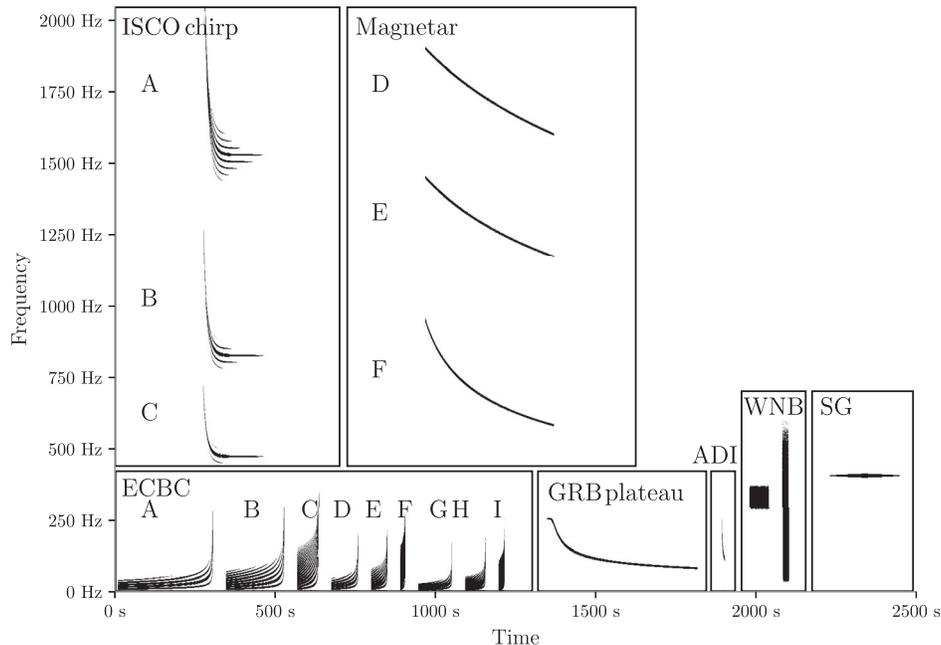 2000 Hz
1750 Hz
1500 Hz
1250 Hz
1000 Hz
750 Hz
500 Hz
250 Hz
0 Hz
Frequency
ISCO chirp
A
B
C
Magnetar
D
E
F
ECBC
A B C D E F G H I
GRB plateau
ADI
WNB
SG
0 s 500 s 1000 s 1500 s 2000 s 2500 s
Time